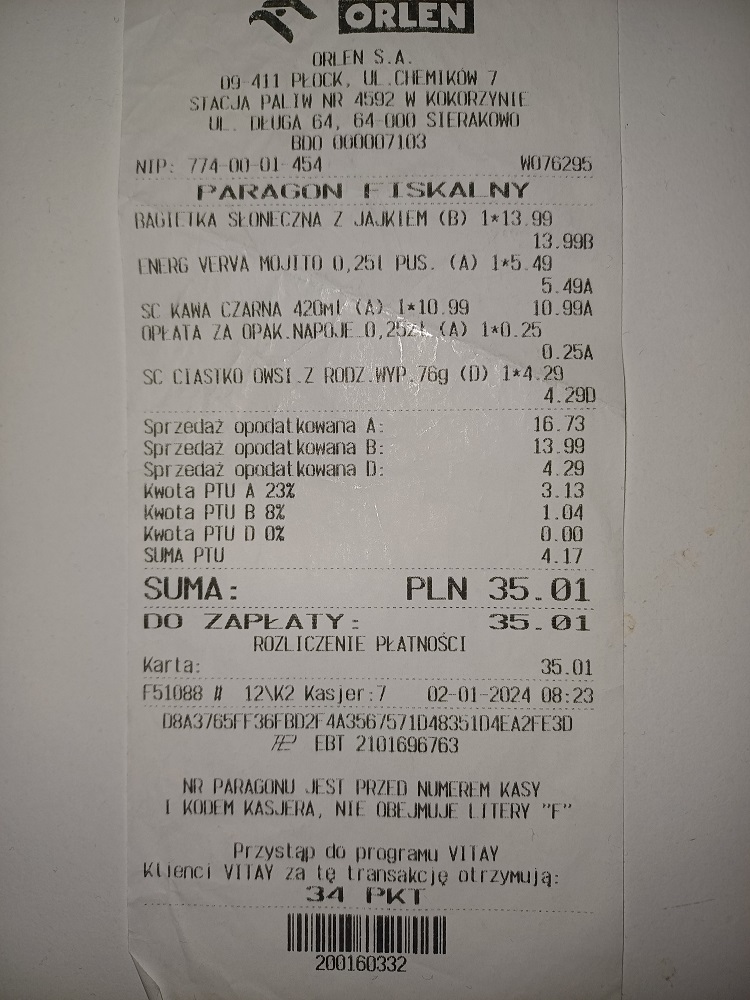 ORLEN
ORLEN S.A.
09-411 PŁOCK, UL.CHEMIKÓW 7
STACJA PALIW NR 4592 W KOKORZYNIE
UL. DŁUGA 64, 64-000 SIERAKOWO
BDO 000007103
NIP: 774-00-01-454 W076295
PARAGON FISKALNY
BAGIETKA SŁONECZNA Z JAJKIEM (B) 1*13.99
13.99B
ENERG VERVA MOJITO 0,25l PUS. (A) 1*5.49
5.49A
SC KAWA CZARNA 420ml (A) 1*10.99 10.99A
OPŁATA ZA OPAK.NAPOJE 0,25zł (A) 1*0.25
0.25A
SC CIASTKO OWSI.Z RODZ.WYP.76g (D) 1*4.29
4.29D
Sprzedaż opodatkowana A: 16.73
Sprzedaż opodatkowana B: 13.99
Sprzedaż opodatkowana D: 4.29
Kwota PTU A 23% 3.13
Kwota PTU B 8% 1.04
Kwota PTU D 0% 0.00
SUMA PTU 4.17
SUMA: PLN 35.01
DO ZAPŁATY: 35.01
ROZLICZENIE PŁATNOŚCI
Karta: 35.01
F51088 # 12\K2 Kasjer:7 02-01-2024 08:23
D8A3765FF36FBD2F4A3567571D48351D4EA2FE3D
EBT 2101696763
NR PARAGONU JEST PRZED NUMEREM KASY
I KODEM KASJERA, NIE OBEJMUJE LITERY "F"
Przystąp do programu VITAY
Klienci VITAY za tę transakcję otrzymują:
34 PKT
200160332